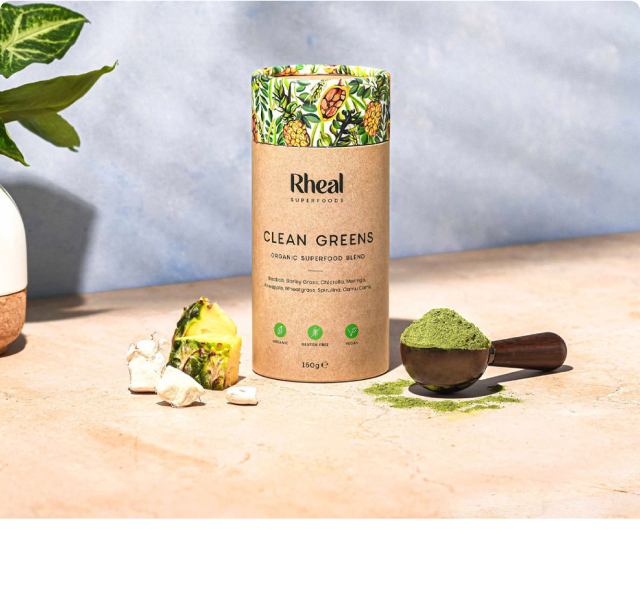 Rheal
SUPERFOODS
CLEAN GREENS
ORGANIC SUPERFOOD BLEND
Baobab, Barley Grass, Chlorella, Moringa,
Pineapple, Wheatgrass, Spirulina, Camu Camu
ORGANIC GLUTEN FREE VEGAN
150g℮